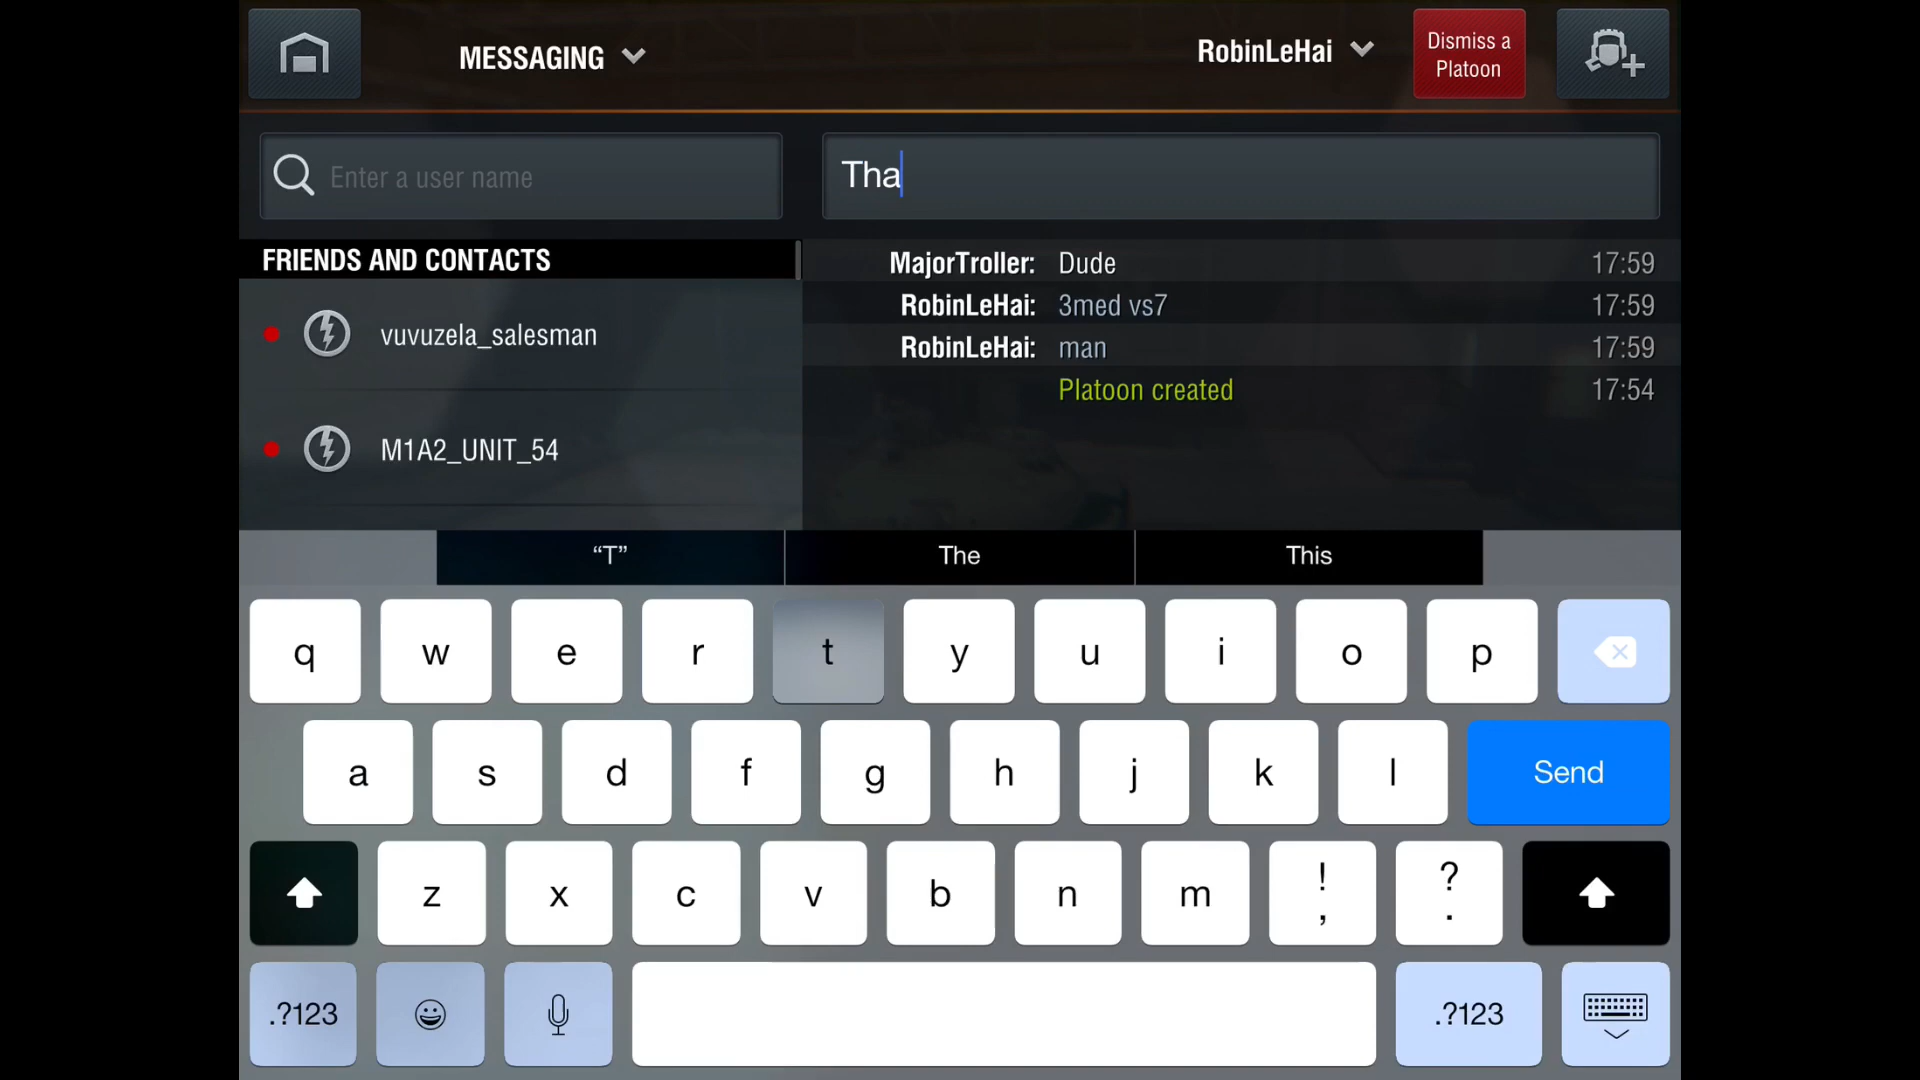 MESSAGING
RobinLeHai
Dismiss a
Platoon
Enter a user name
Tha
FRIENDS AND CONTACTS
vuvuzela_salesman
M1A2_UNIT_54
MajorTroller: Dude 17:59
RobinLeHai: 3med vs7 17:59
RobinLeHai: man 17:59
Platoon created 17:54
“T” The This
q w e r t y u i o p
a s d f g h j k l Send
z x c v b n m ! , ? .
.?123 .?123